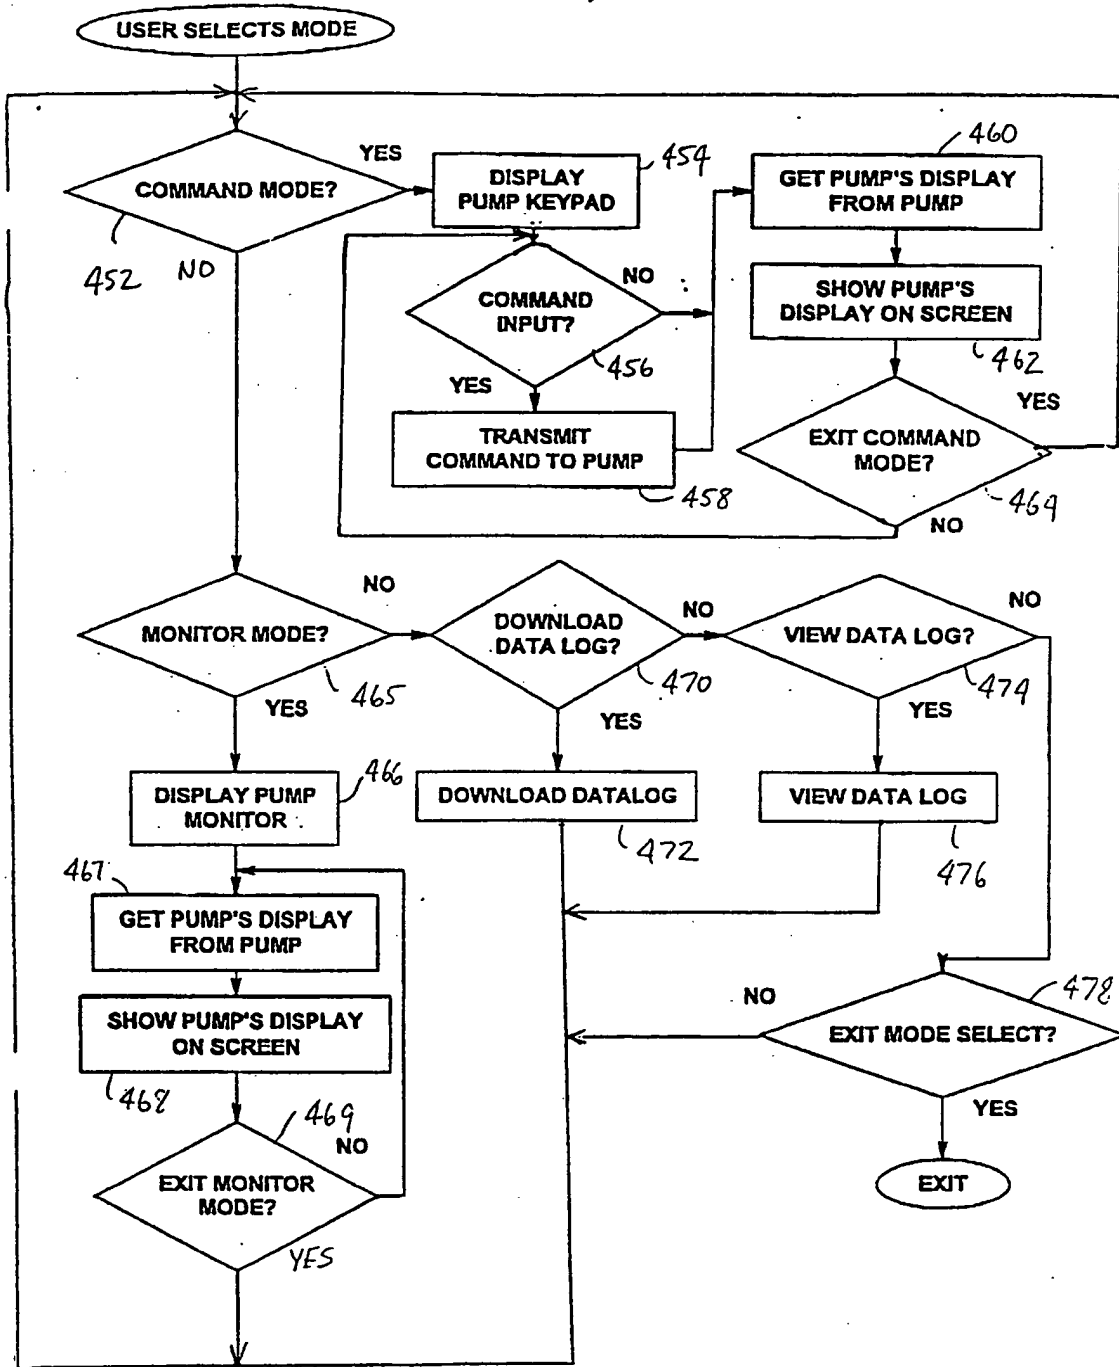 USER SELECTS MODE
COMMAND MODE?
YES
452
NO
DISPLAY
PUMP KEYPAD
454
COMMAND
INPUT?
NO
456
YES
TRANSMIT
COMMAND TO PUMP
458
460
GET PUMP'S DISPLAY
FROM PUMP
SHOW PUMP'S
DISPLAY ON SCREEN
462
EXIT COMMAND
MODE?
YES
464
NO
MONITOR MODE?
NO
465
YES
DOWNLOAD
DATA LOG?
NO
470
YES
VIEW DATA LOG?
NO
474
YES
DISPLAY PUMP
MONITOR
466
DOWNLOAD DATALOG
472
VIEW DATA LOG
476
467
GET PUMP'S DISPLAY
FROM PUMP
SHOW PUMP'S DISPLAY
ON SCREEN
468
469
EXIT MONITOR
MODE?
NO
YES
NO
EXIT MODE SELECT?
478
YES
EXIT